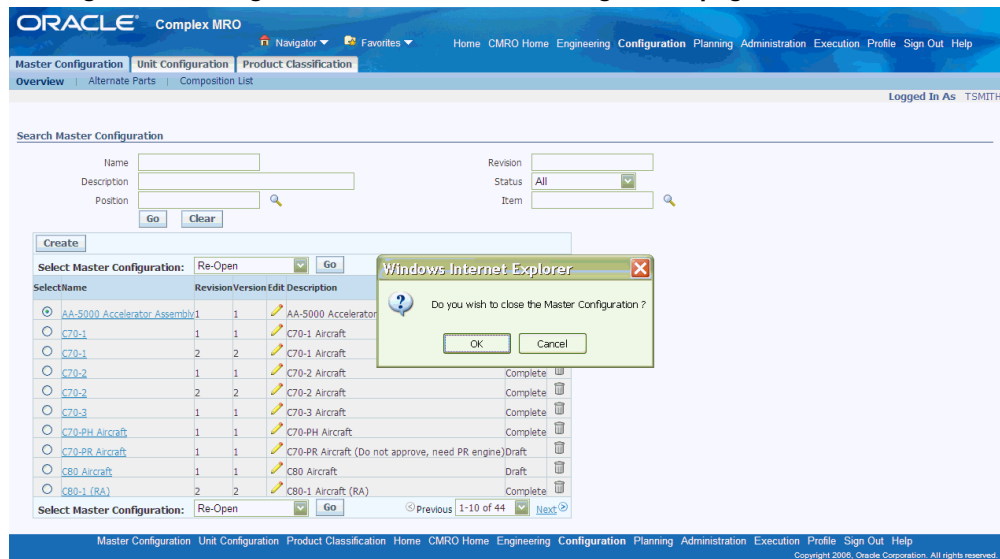 ORACLE® Complex MRO
Navigator Favorites Home CMRO Home Engineering Configuration Planning Administration Execution Profile Sign Out Help
Master Configuration Unit Configuration Product Classification
Overview | Alternate Parts | Composition List
Logged In As TSMITH
Search Master Configuration
Name Revision
Description Status All
Position Item
Go Clear
Create
Select Master Configuration: Re-Open Go
Windows Internet Explorer
Do you wish to close the Master Configuration ?
OK Cancel
Select Name Revision Version Edit Description
AA-5000 Accelerator Assembly 1 1 AA-5000 Accelerator
C70-1 1 1 C70-1 Aircraft
C70-1 2 2 C70-1 Aircraft
C70-2 1 1 C70-2 Aircraft Complete
C70-2 2 2 C70-2 Aircraft Complete
C70-3 1 1 C70-3 Aircraft Complete
C70-PH Aircraft 1 1 C70-PH Aircraft Complete
C70-PR Aircraft 1 1 C70-PR Aircraft (Do not approve, need PR engine) Draft
C80 Aircraft 1 1 C80 Aircraft Draft
C80-1 (RA) 2 2 C80-1 Aircraft (RA) Complete
Select Master Configuration: Re-Open Go Previous 1-10 of 44 Next
Master Configuration Unit Configuration Product Classification Home CMRO Home Engineering Configuration Planning Administration Execution Profile Sign Out Help
Copyright 2006, Oracle Corporation. All rights reserved.